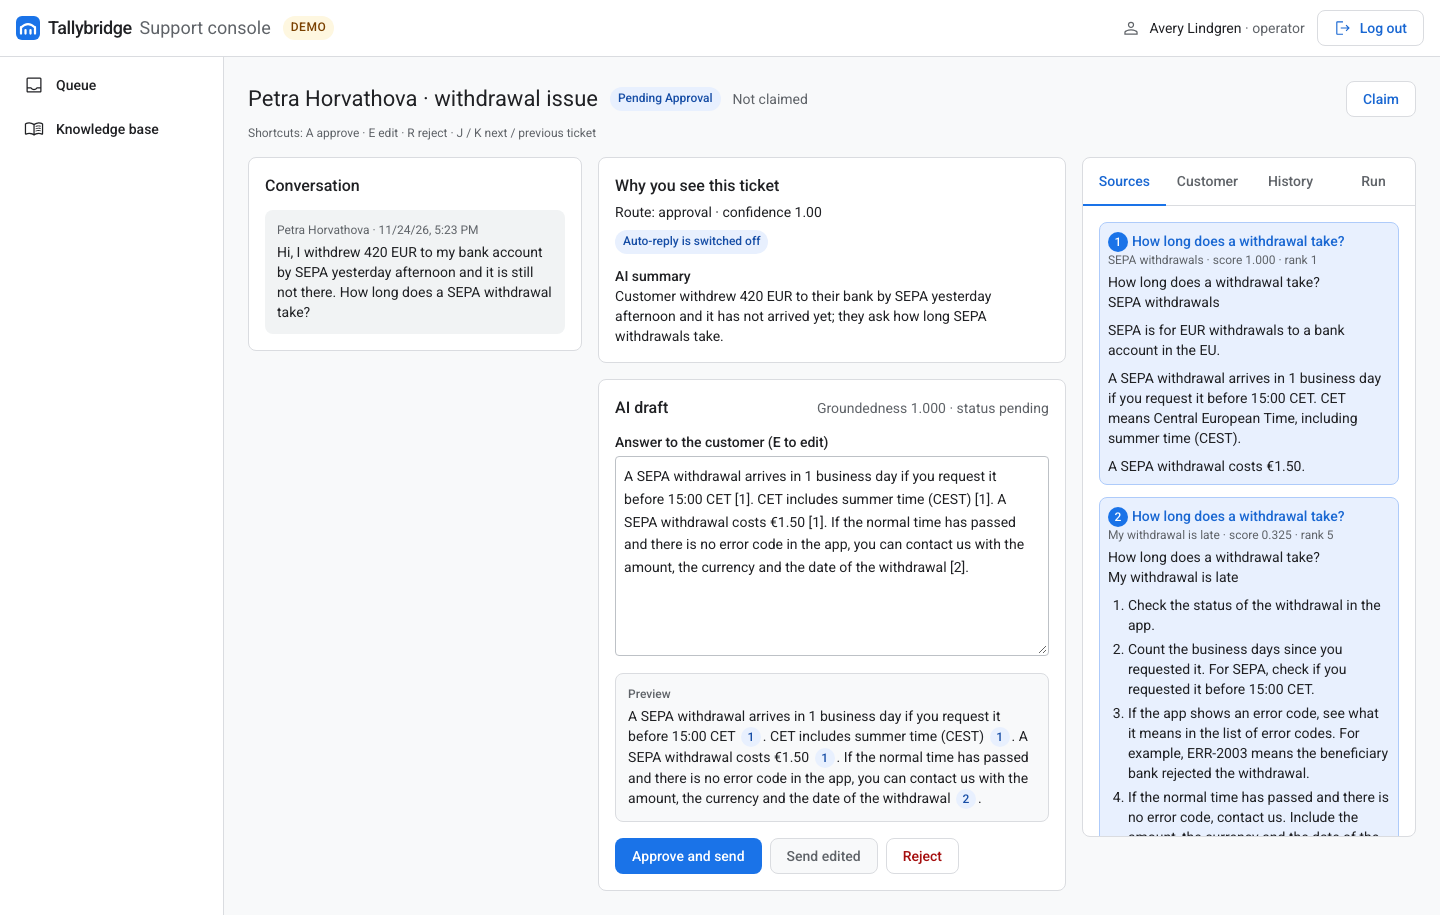 Tallybridge Support console DEMO
Avery Lindgren · operator
Log out
Queue
Knowledge base
Petra Horvathova · withdrawal issue Pending Approval Not claimed
Claim
Shortcuts: A approve · E edit · R reject · J / K next / previous ticket
Conversation
Petra Horvathova · 11/24/26, 5:23 PM
Hi, I withdrew 420 EUR to my bank account
by SEPA yesterday afternoon and it is still
not there. How long does a SEPA withdrawal
take?
Why you see this ticket
Route: approval · confidence 1.00
Auto-reply is switched off
AI summary
Customer withdrew 420 EUR to their bank by SEPA yesterday
afternoon and it has not arrived yet; they ask how long SEPA
withdrawals take.
AI draft
Groundedness 1.000 · status pending
Answer to the customer (E to edit)
A SEPA withdrawal arrives in 1 business day if you request it
before 15:00 CET [1]. CET includes summer time (CEST) [1]. A
SEPA withdrawal costs €1.50 [1]. If the normal time has passed
and there is no error code in the app, you can contact us with the
amount, the currency and the date of the withdrawal [2].
Preview
A SEPA withdrawal arrives in 1 business day if you request it
before 15:00 CET 1 . CET includes summer time (CEST) 1 . A
SEPA withdrawal costs €1.50 1 . If the normal time has passed
and there is no error code in the app, you can contact us with the
amount, the currency and the date of the withdrawal 2 .
Approve and send
Send edited
Reject
Sources
Customer
History
Run
1 How long does a withdrawal take?
SEPA withdrawals · score 1.000 · rank 1
How long does a withdrawal take?
SEPA withdrawals
SEPA is for EUR withdrawals to a bank
account in the EU.
A SEPA withdrawal arrives in 1 business day
if you request it before 15:00 CET. CET
means Central European Time, including
summer time (CEST).
A SEPA withdrawal costs €1.50.
2 How long does a withdrawal take?
My withdrawal is late · score 0.325 · rank 5
How long does a withdrawal take?
My withdrawal is late
1. Check the status of the withdrawal in the
app.
2. Count the business days since you
requested it. For SEPA, check if you
requested it before 15:00 CET.
3. If the app shows an error code, see what
it means in the list of error codes. For
example, ERR-2003 means the beneficiary
bank rejected the withdrawal.
4. If the normal time has passed and there is
no error code, contact us. Include the
amount, the currency and the date of the